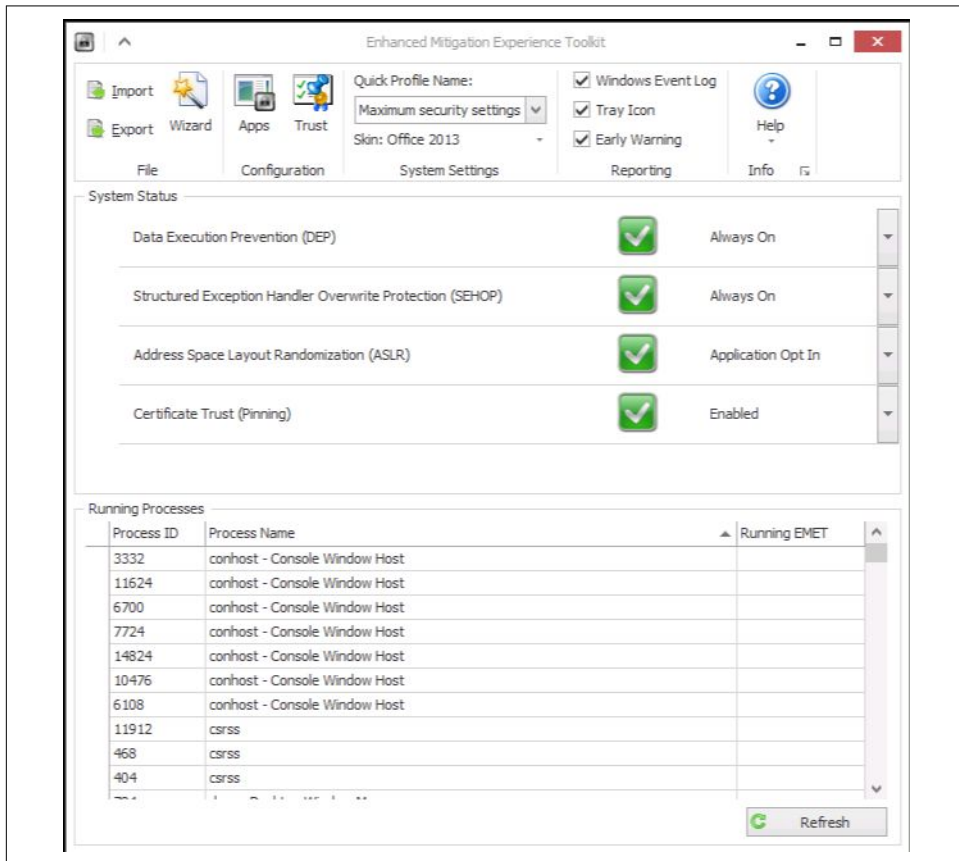 Enhanced Mitigation Experience Toolkit
Import
Export
Wizard
File
Apps
Trust
Configuration
Quick Profile Name:
Maximum security settings
Skin: Office 2013
System Settings
Windows Event Log
Tray Icon
Early Warning
Reporting
Help
Info
System Status
Data Execution Prevention (DEP) Always On
Structured Exception Handler Overwrite Protection (SEHOP) Always On
Address Space Layout Randomization (ASLR) Application Opt In
Certificate Trust (Pinning) Enabled
Running Processes
Process ID Process Name Running EMET
3332 conhost - Console Window Host
11624 conhost - Console Window Host
6700 conhost - Console Window Host
7724 conhost - Console Window Host
14824 conhost - Console Window Host
10476 conhost - Console Window Host
6108 conhost - Console Window Host
11912 csrss
468 csrss
404 csrss
Refresh